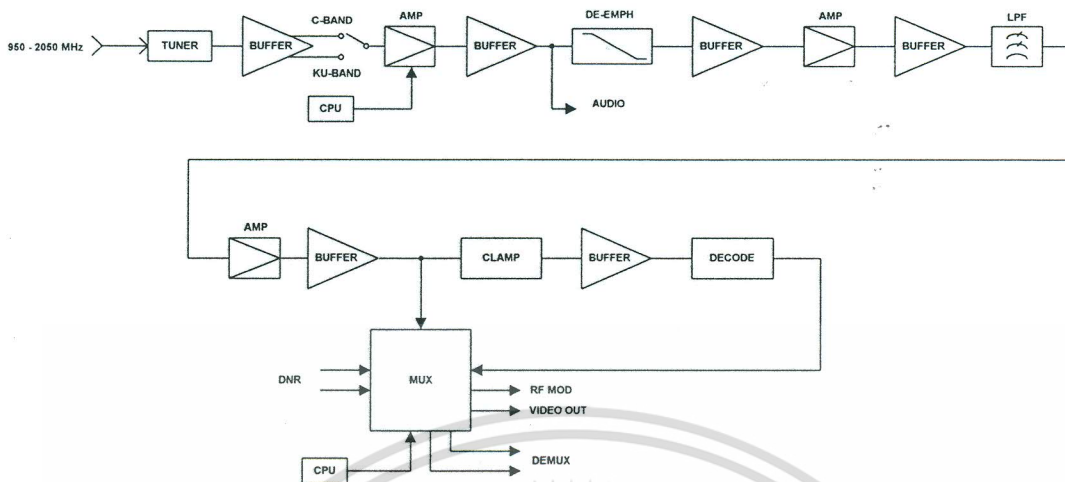 950 - 2050 MHz
TUNER
BUFFER
C-BAND
KU-BAND
AMP
CPU
BUFFER
AUDIO
DE-EMPH
BUFFER
AMP
BUFFER
LPF
AMP
BUFFER
CLAMP
BUFFER
DECODE
DNR
MUX
RF MOD
VIDEO OUT
DEMUX
CPU